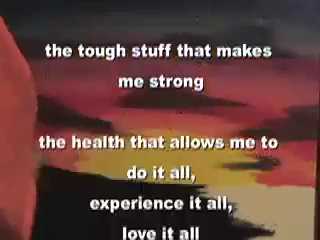 the tough stuff that makes
me strong
the health that allows me to
do it all,
experience it all,
love it all